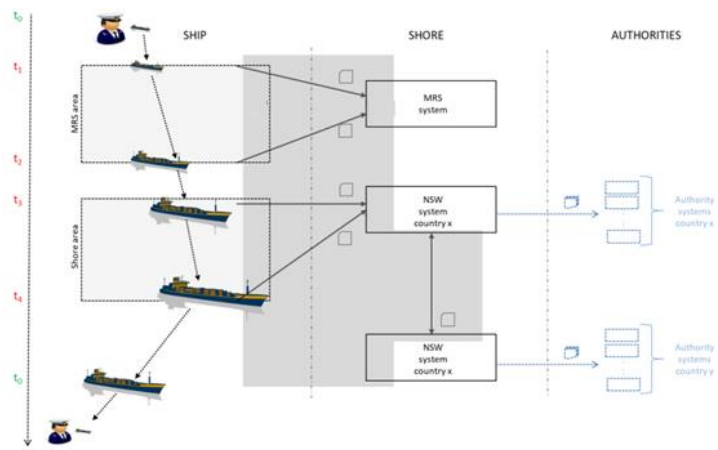 t0
SHIP
SHORE
AUTHORITIES
t1
MRS area
MRS
system
t2
t3
Shore area
NSW
system
country x
Authority
systems
country x
t4
NSW
system
country x
Authority
systems
country y
t0